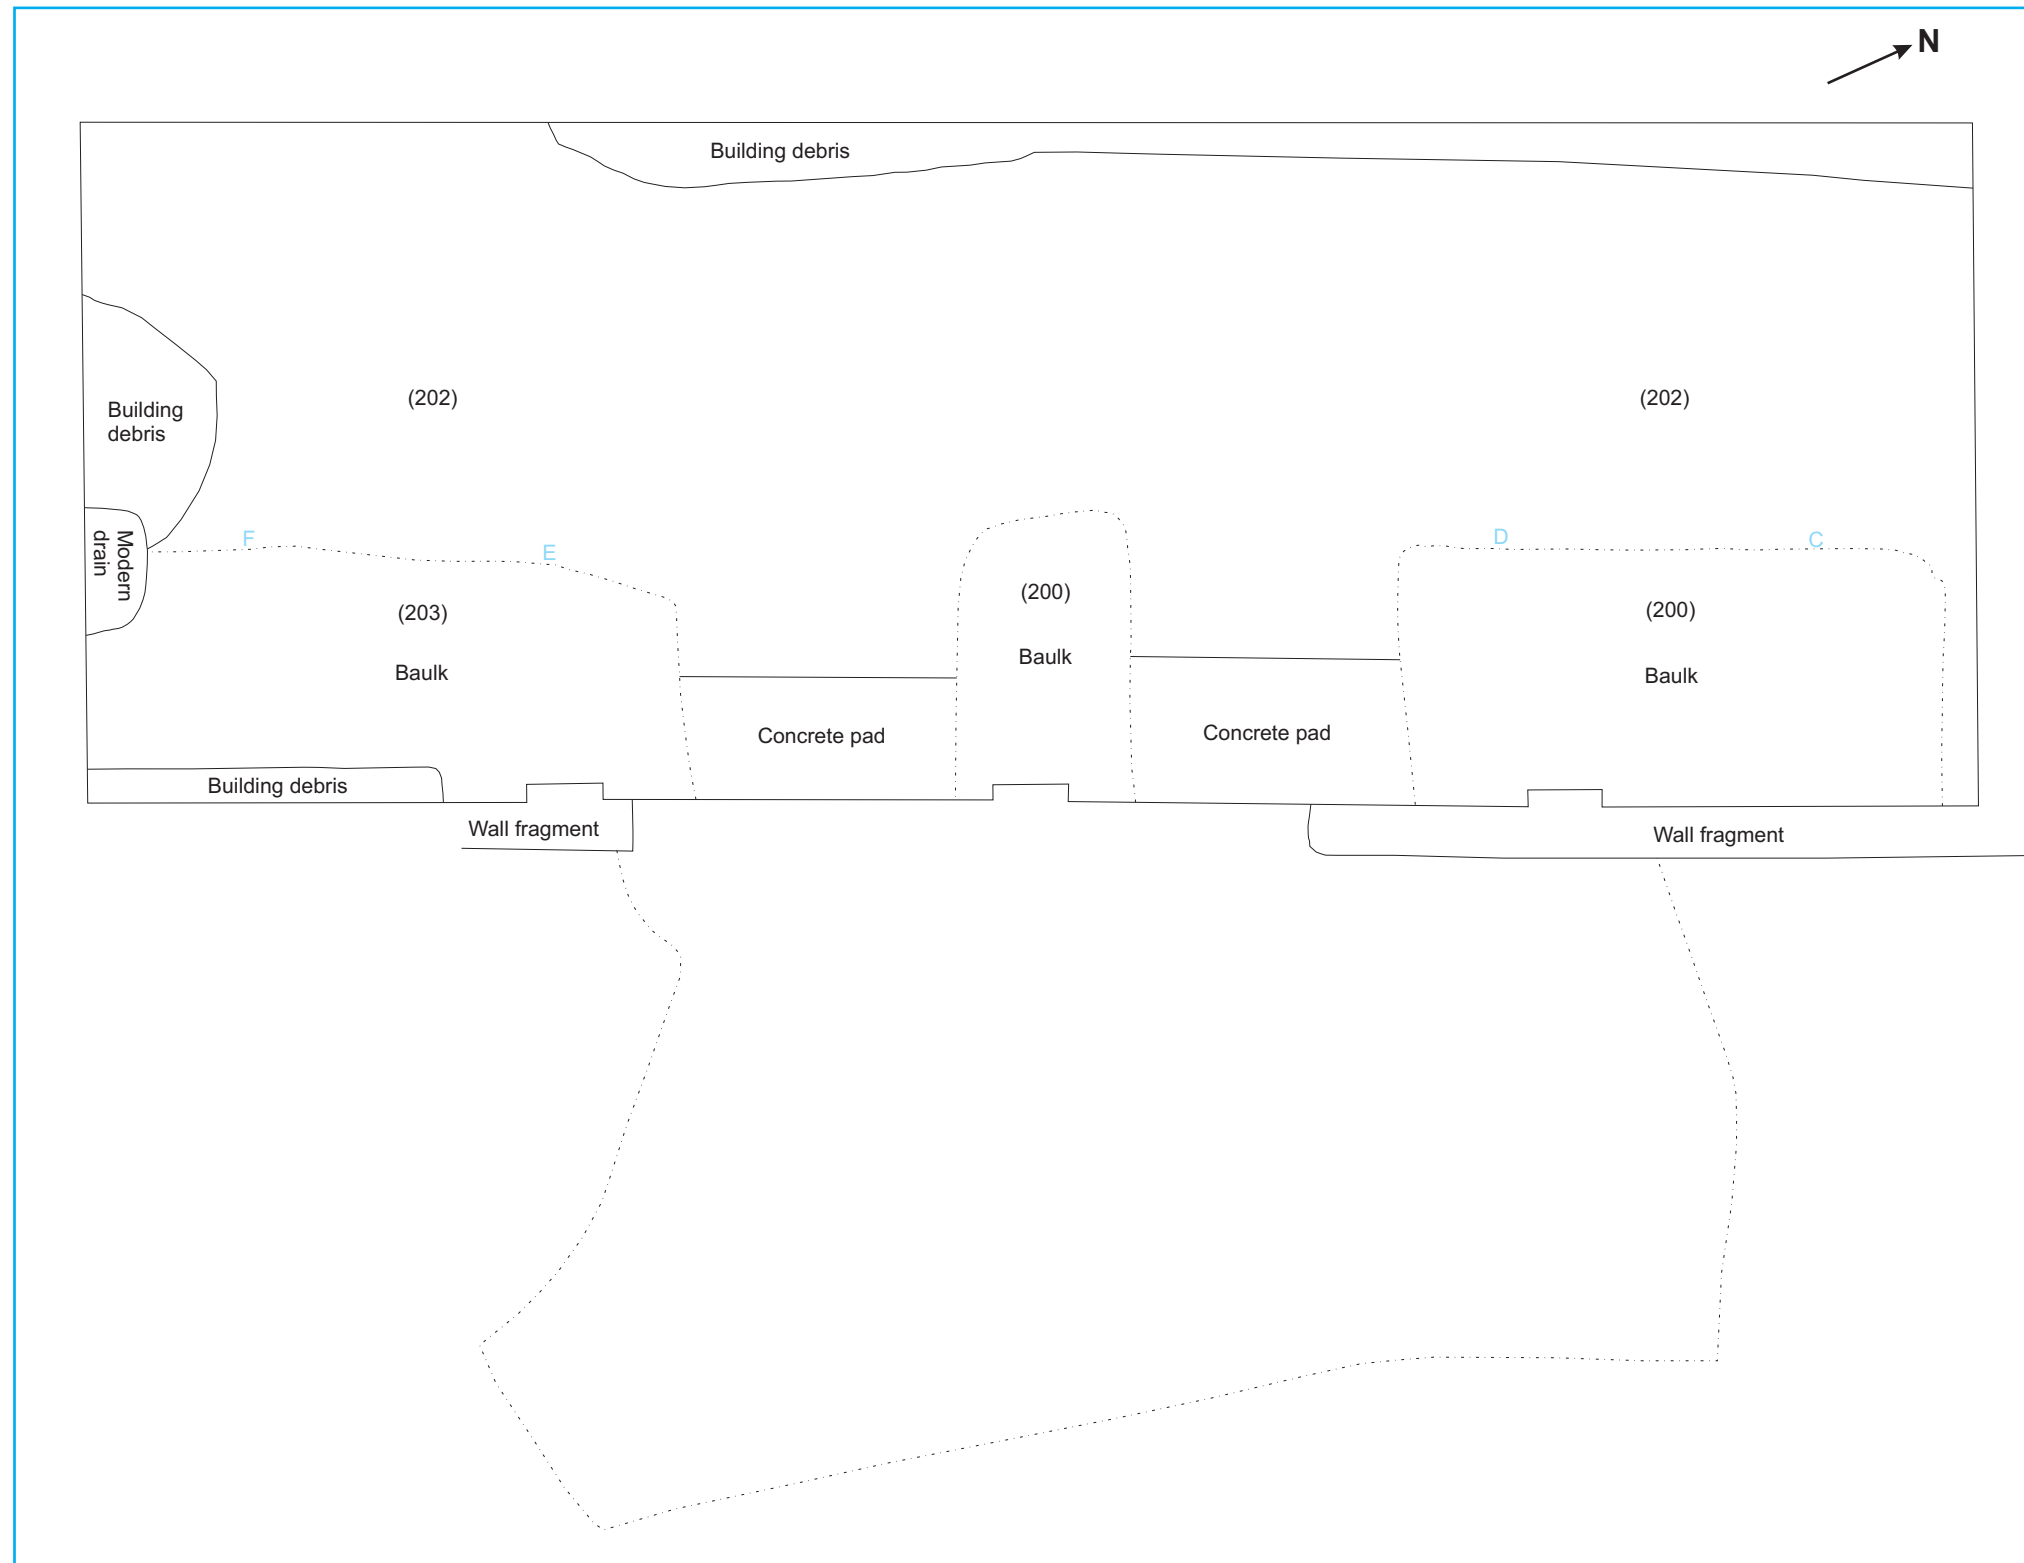 N
Building debris
(202)
(202)
Building
debris
Modern
drain
F
E
D
C
(203)
Baulk
(200)
Baulk
(200)
Baulk
Concrete pad
Concrete pad
Building debris
Wall fragment
Wall fragment